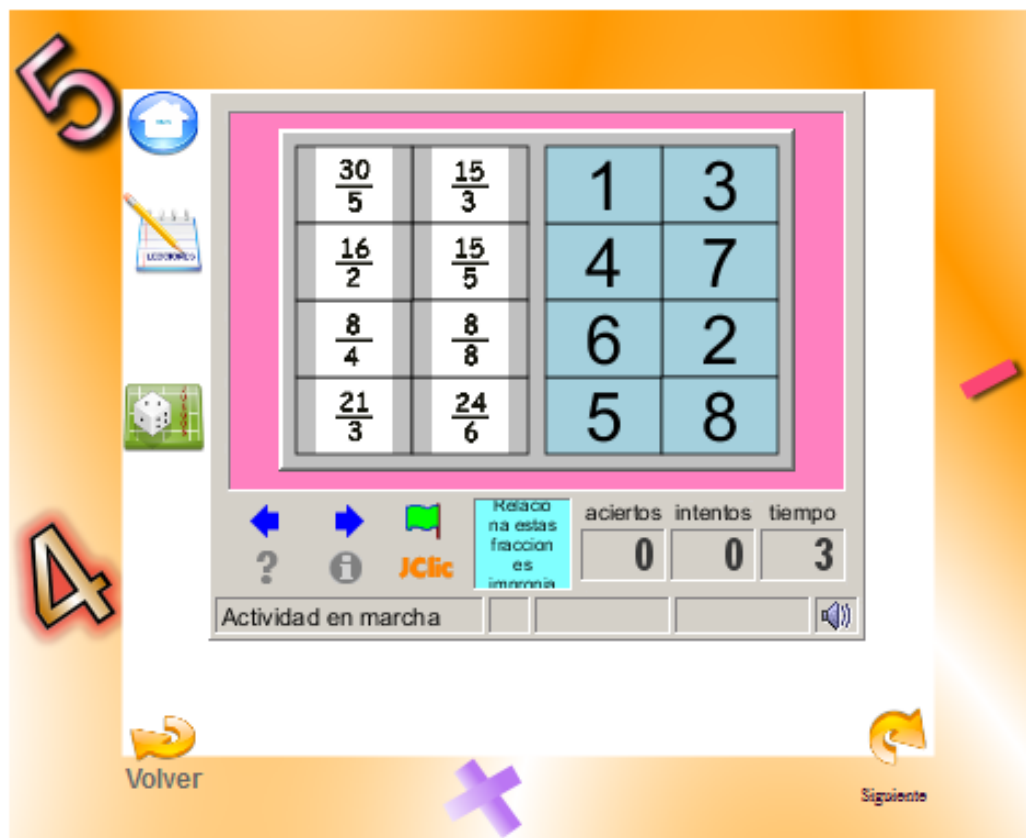 5
LECCIONES
30/5 15/3 1 3
16/2 15/5 4 7
8/4 8/8 6 2
21/3 24/6 5 8
Relacio
na estas
fraccion
es
impropia
aciertos intentos tiempo
0 0 3
? i JClic
Actividad en marcha
4
Volver
Siguiente